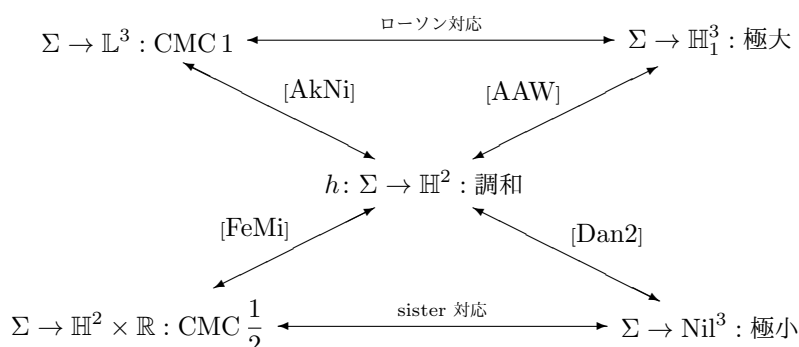 ローソン対応
Σ → 𝕃³ : CMC 1
Σ → ℍ³₁ : 極大
[AkNi]
[AAW]
h: Σ → ℍ² : 調和
[FeMi]
[Dan2]
sister 対応
Σ → ℍ² × ℝ : CMC 1/2
Σ → Nil³ : 極小